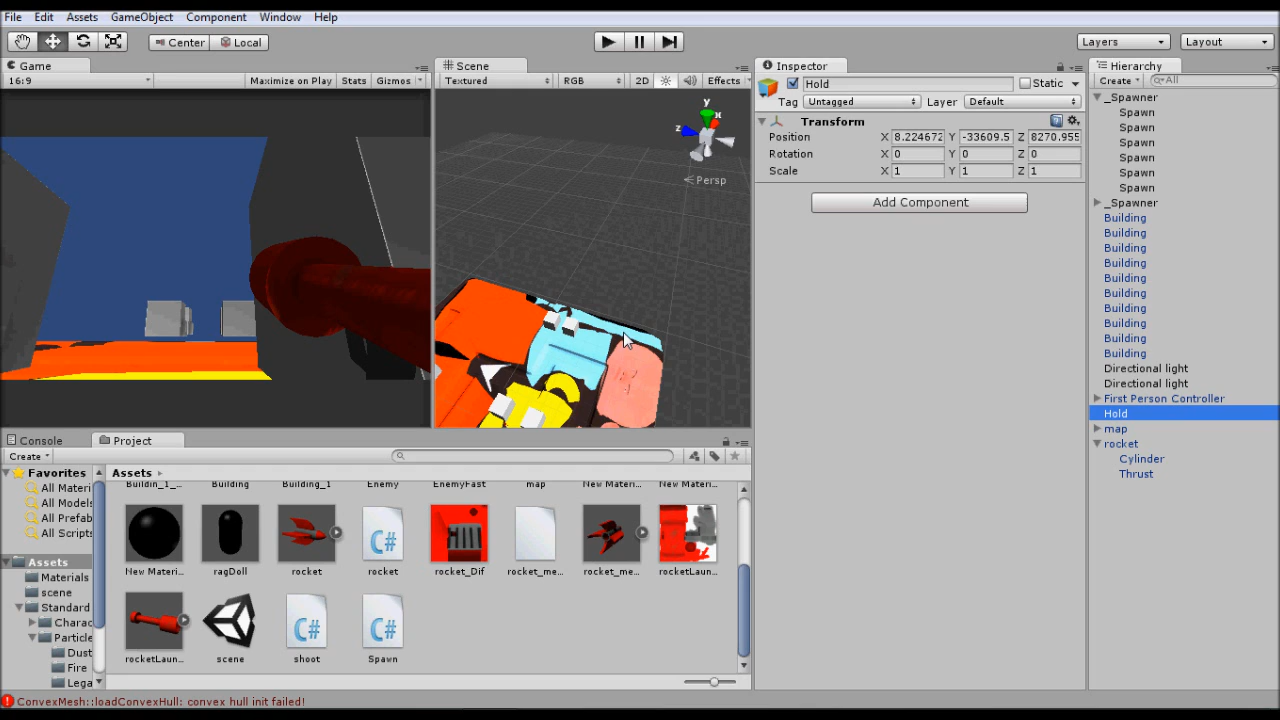 File Edit Assets GameObject Component Window Help
Center Local Layers Layout
Game
16:9 Maximize on Play Stats Gizmos
Scene
Textured RGB 2D Effects
y
x
z
Persp
Inspector
Hold Static
Tag Untagged Layer Default
Transform
Position X 8.224672 Y -33609.5 Z 8270.955
Rotation X 0 Y 0 Z 0
Scale X 1 Y 1 Z 1
Add Component
Hierarchy
Create All
_Spawner
Spawn
Spawn
Spawn
Spawn
Spawn
Spawn
_Spawner
Building
Building
Building
Building
Building
Building
Building
Building
Building
Building
Directional light
Directional light
First Person Controller
Hold
map
rocket
Cylinder
Thrust
Console Project
Create
Favorites
All Materi
All Models
All Prefab
All Scripts
Assets
Materials
scene
Standard
Charac
Particle
Dust
Fire
Lega
Assets
Buildin_1_... Building Building_1 Enemy EnemyFast map New Materi... New Materi...
New Materi... ragDoll rocket rocket rocket_Dif rocket_me... rocket_me... rocketLaun...
C#
rocketLaun... scene shoot Spawn
C# C#
ConvexMesh::loadConvexHull: convex hull init failed!